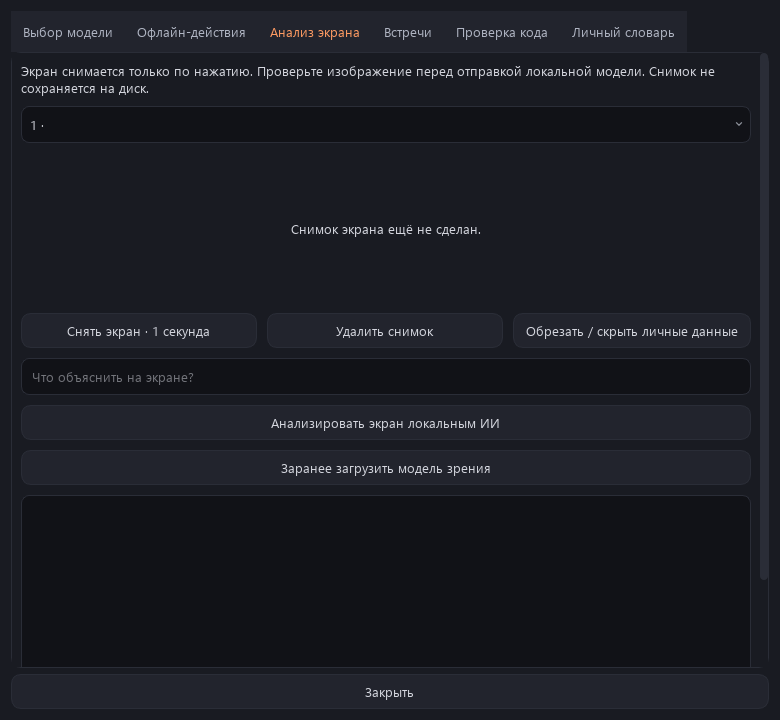 Выбор модели
Офлайн-действия
Анализ экрана
Встречи
Проверка кода
Личный словарь
Экран снимается только по нажатию. Проверьте изображение перед отправкой локальной модели. Снимок не
сохраняется на диск.
1 ·
Снимок экрана ещё не сделан.
Снять экран · 1 секунда
Удалить снимок
Обрезать / скрыть личные данные
Что объяснить на экране?
Анализировать экран локальным ИИ
Заранее загрузить модель зрения
Закрыть